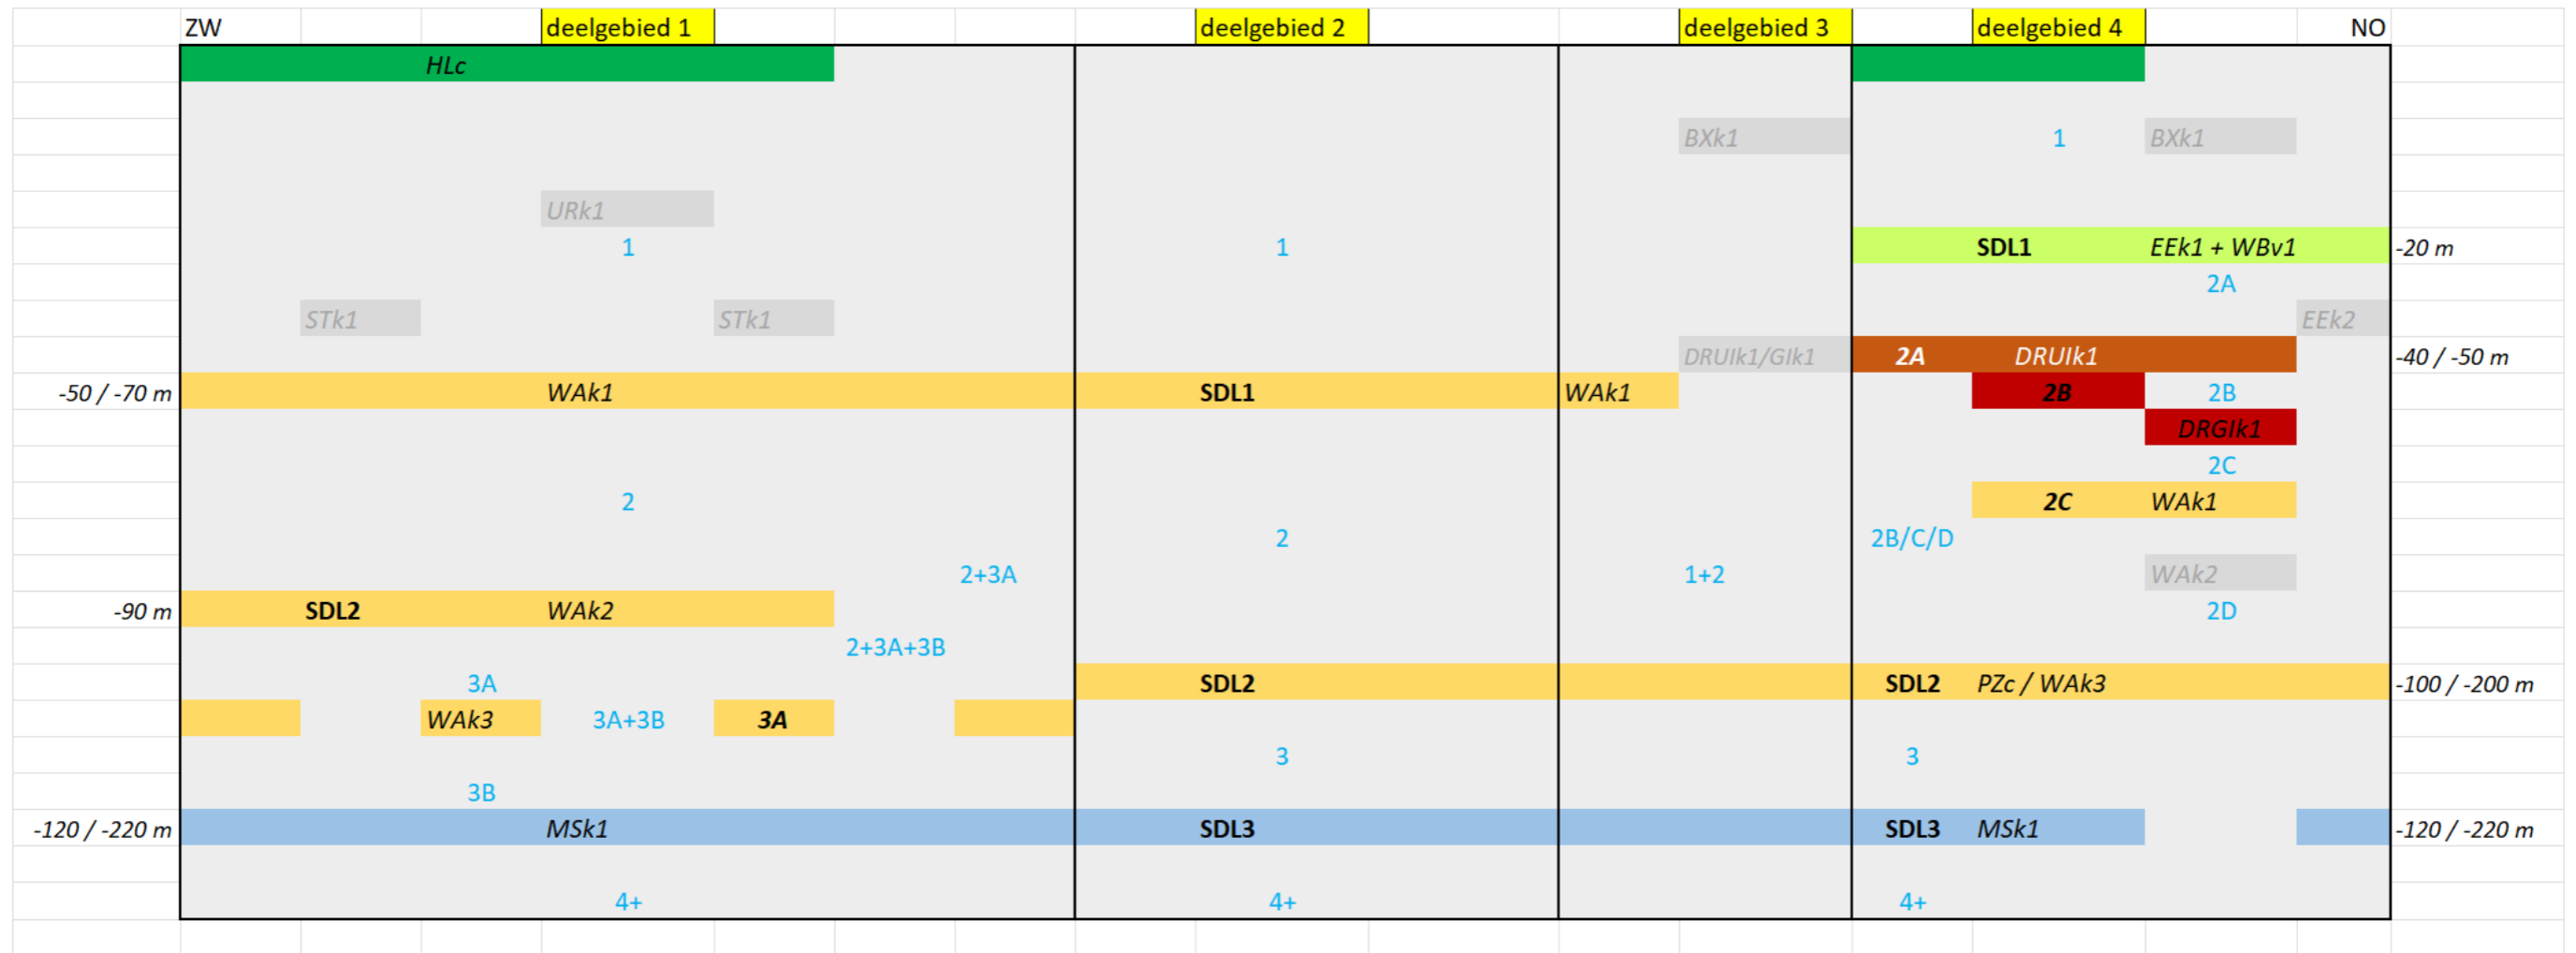 ZW deelgebied 1 deelgebied 2 deelgebied 3 deelgebied 4 NO
HLc
BXk1 1 BXk1
URk1
1 1 SDL1 EEk1 + WBv1 -20 m
2A
STk1 STk1 EEk2
DRUIk1/GIk1 2A DRUIk1 -40 / -50 m
-50 / -70 m WAk1 SDL1 WAk1 2B 2B
DRGIk1
2C
2 2C WAk1
2 2B/C/D
2+3A 1+2 WAk2
-90 m SDL2 WAk2 2D
2+3A+3B
3A SDL2 SDL2 PZc / WAk3 -100 / -200 m
WAk3 3A+3B 3A
3 3
3B
-120 / -220 m MSk1 SDL3 SDL3 MSk1 -120 / -220 m
4+ 4+ 4+